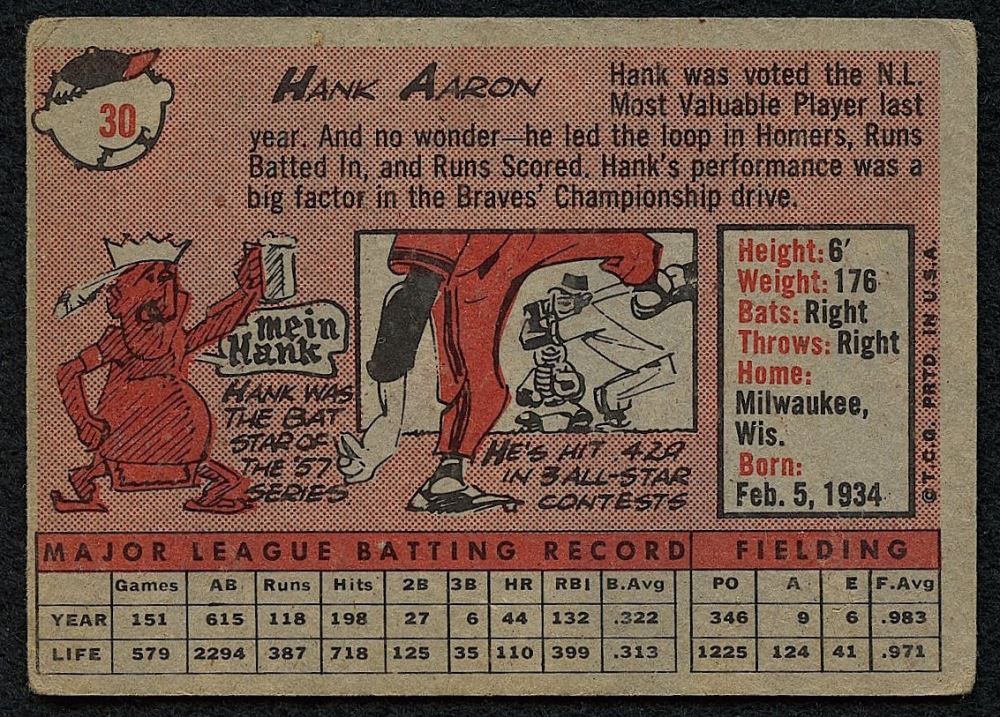 30
HANK AARON
Hank was voted the N.L.
Most Valuable Player last
year. And no wonder—he led the loop in Homers, Runs
Batted In, and Runs Scored. Hank's performance was a
big factor in the Braves' Championship drive.
mein
Hank
HANK WAS
THE BAT
STAR OF
THE '57
SERIES
HE'S HIT .429
IN 3 ALL-STAR
CONTESTS
Height: 6'
Weight: 176
Bats: Right
Throws: Right
Home:
Milwaukee,
Wis.
Born:
Feb. 5, 1934
© T.C.G. PRTD. IN U.S.A.
MAJOR LEAGUE BATTING RECORD FIELDING
Games AB Runs Hits 2B 3B HR RBI B.Avg PO A E F.Avg
YEAR 151 615 118 198 27 6 44 132 .322 346 9 6 .983
LIFE 579 2294 387 718 125 35 110 399 .313 1225 124 41 .971